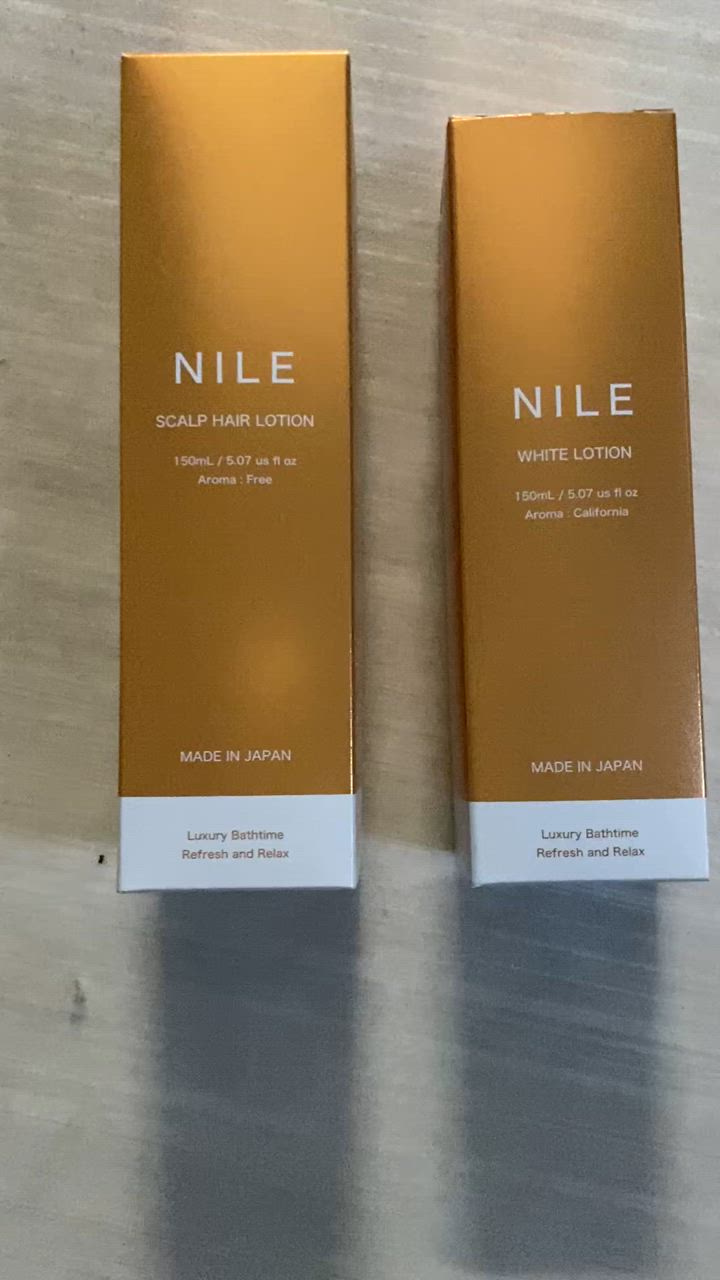 NILE
SCALP HAIR LOTION
150mL / 5.07 us fl oz
Aroma : Free
MADE IN JAPAN
Luxury Bathtime
Refresh and Relax
NILE
WHITE LOTION
150mL / 5.07 us fl oz
Aroma : California
MADE IN JAPAN
Luxury Bathtime
Refresh and Relax